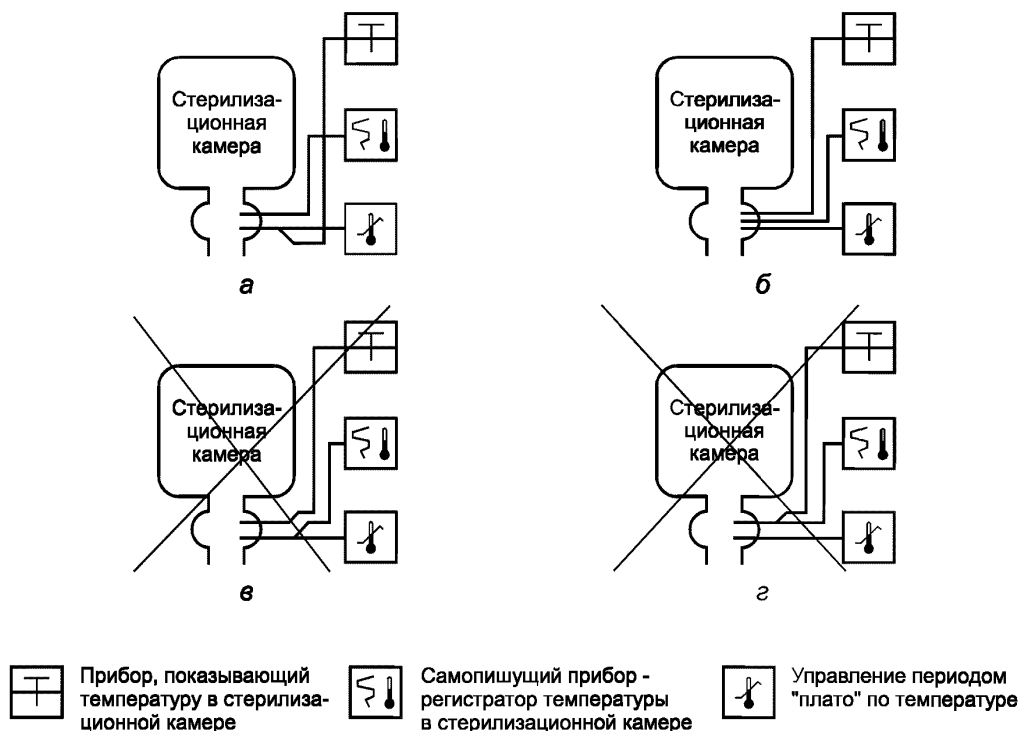 Стерилиза-
ционная
камера
а
Стерилиза-
ционная
камера
б
Стерилиза-
ционная
камера
в
Стерилиза-
ционная
камера
г
Прибор, показывающий
температуру в стерилиза-
ционной камере
Самопишущий прибор -
регистратор температуры
в стерилизационной камере
Управление периодом
"плато" по температуре